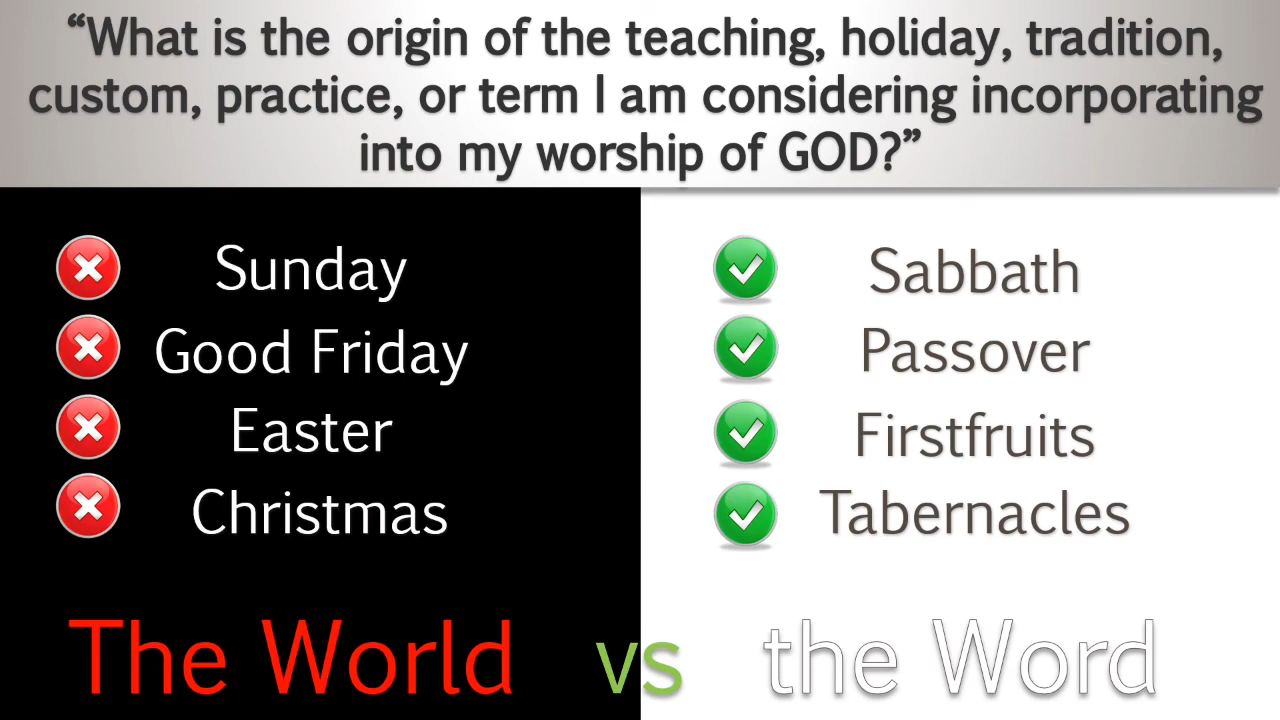 “What is the origin of the teaching, holiday, tradition,
custom, practice, or term I am considering incorporating
into my worship of GOD?”
Sunday
Good Friday
Easter
Christmas
Sabbath
Passover
Firstfruits
Tabernacles
The World vs the Word